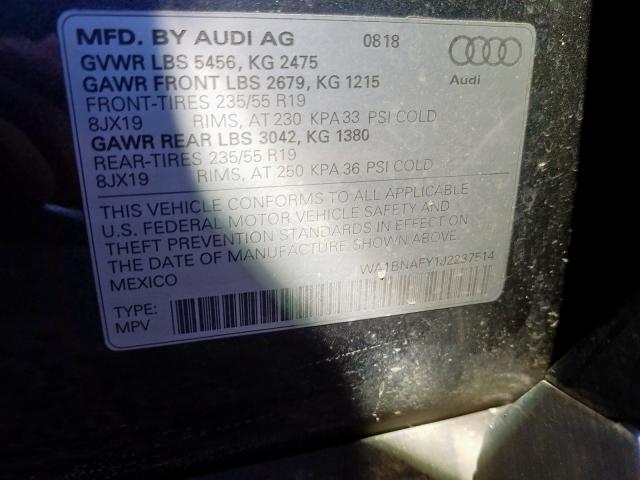 MFD. BY AUDI AG 0818
GVWR LBS 5456, KG 2475
GAWR FRONT LBS 2679, KG 1215
Audi
FRONT-TIRES 235/55 R19
8JX19 RIMS, AT 230 KPA 33 PSI COLD
GAWR REAR LBS 3042, KG 1380
REAR-TIRES 235/55 R19
8JX19 RIMS, AT 250 KPA 36 PSI COLD
THIS VEHICLE CONFORMS TO ALL APPLICABLE
U.S. FEDERAL MOTOR VEHICLE SAFETY AND
THEFT PREVENTION STANDARDS IN EFFECT ON
THE DATE OF MANUFACTURE SHOWN ABOVE.
MEXICO WA1BNAFY1J2237514
TYPE:
MPV